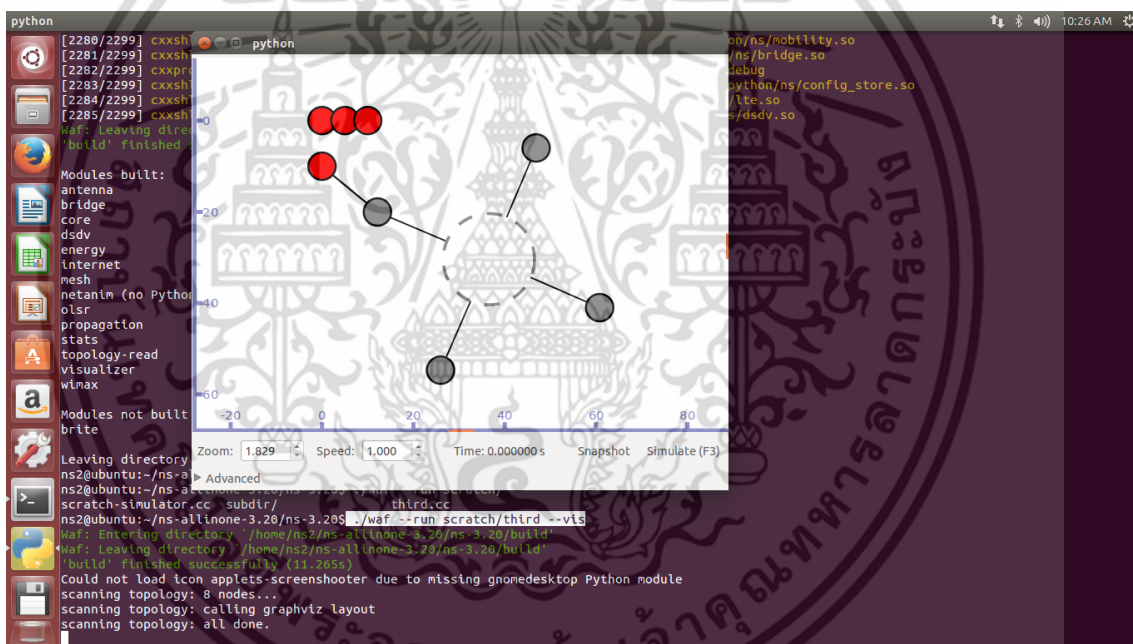 python
10:26 AM
[2280/2299] cxxsh
on/ns/mobility.so
[2281/2299] cxxsh
/ns/bridge.so
[2282/2299] cxxpr
debug
[2283/2299] cxxsh
python/ns/config_store.so
[2284/2299] cxxsh
/lte.so
[2285/2299] cxxsh
s/dsdv.so
Waf: Leaving dire
'build' finished
Modules built:
antenna
bridge
core
dsdv
energy
internet
mesh
netanim (no Pytho
olsr
propagation
stats
topology-read
visualizer
wimax
Modules not built
brite
Leaving directory
python
0
20
40
60
-20 0 20 40 60 80
Zoom: 1.829 Speed: 1.000 Time: 0.000000 s Snapshot Simulate (F3)
Advanced
ns2@ubuntu:~/ns-a
ns2@ubuntu:~/ns-allinone-3.20/ns-3.20$ ./waf --run scratch/
scratch-simulator.cc subdir/ third.cc
ns2@ubuntu:~/ns-allinone-3.20/ns-3.20$ ./waf --run scratch/third --vis
Waf: Entering directory `/home/ns2/ns-allinone-3.20/ns-3.20/build'
Waf: Leaving directory `/home/ns2/ns-allinone-3.20/ns-3.20/build'
'build' finished successfully (11.265s)
Could not load icon applets-screenshooter due to missing gnomedesktop Python module
scanning topology: 8 nodes...
scanning topology: calling graphviz layout
scanning topology: all done.